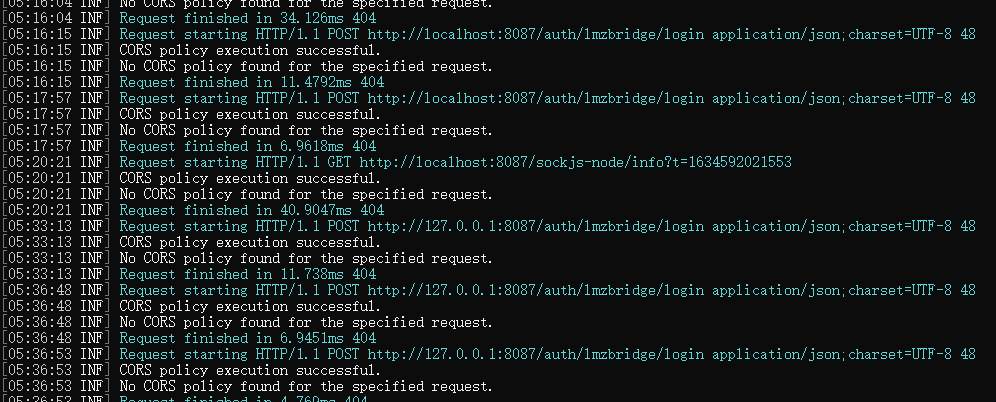 [05:16:04 INF] No CORS policy found for the specified request.
[05:16:04 INF] Request finished in 34.126ms 404
[05:16:15 INF] Request starting HTTP/1.1 POST http://localhost:8087/auth/lmzbridge/login application/json;charset=UTF-8 48
[05:16:15 INF] CORS policy execution successful.
[05:16:15 INF] No CORS policy found for the specified request.
[05:16:15 INF] Request finished in 11.4792ms 404
[05:17:57 INF] Request starting HTTP/1.1 POST http://localhost:8087/auth/lmzbridge/login application/json;charset=UTF-8 48
[05:17:57 INF] CORS policy execution successful.
[05:17:57 INF] No CORS policy found for the specified request.
[05:17:57 INF] Request finished in 6.9618ms 404
[05:20:21 INF] Request starting HTTP/1.1 GET http://localhost:8087/sockjs-node/info?t=1634592021553
[05:20:21 INF] CORS policy execution successful.
[05:20:21 INF] No CORS policy found for the specified request.
[05:20:21 INF] Request finished in 40.9047ms 404
[05:33:13 INF] Request starting HTTP/1.1 POST http://127.0.0.1:8087/auth/lmzbridge/login application/json;charset=UTF-8 48
[05:33:13 INF] CORS policy execution successful.
[05:33:13 INF] No CORS policy found for the specified request.
[05:33:13 INF] Request finished in 11.738ms 404
[05:36:48 INF] Request starting HTTP/1.1 POST http://127.0.0.1:8087/auth/lmzbridge/login application/json;charset=UTF-8 48
[05:36:48 INF] CORS policy execution successful.
[05:36:48 INF] No CORS policy found for the specified request.
[05:36:48 INF] Request finished in 6.9451ms 404
[05:36:53 INF] Request starting HTTP/1.1 POST http://127.0.0.1:8087/auth/lmzbridge/login application/json;charset=UTF-8 48
[05:36:53 INF] CORS policy execution successful.
[05:36:53 INF] No CORS policy found for the specified request.
[05:36:53 INF] Request finished in 4.769ms 404